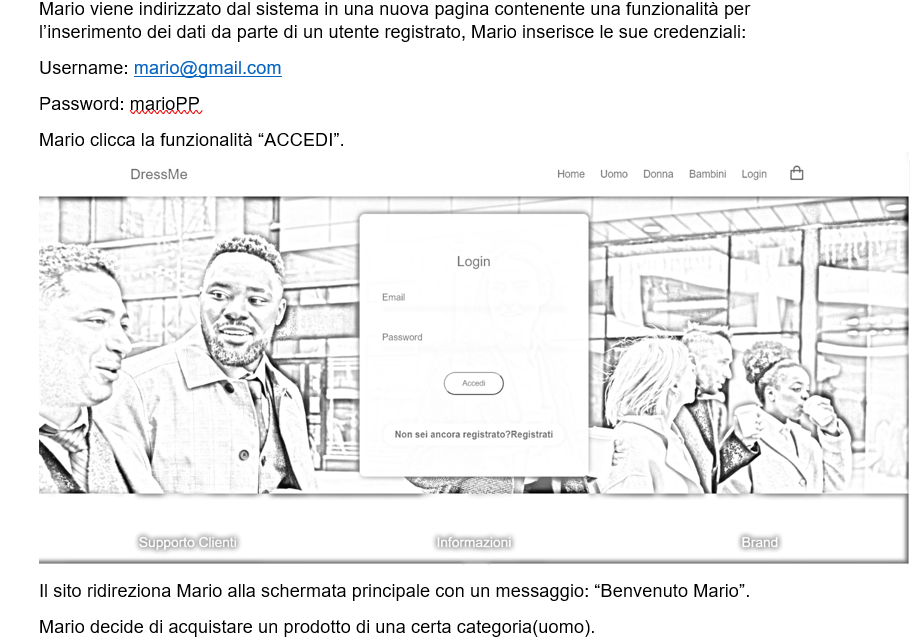 Mario viene indirizzato dal sistema in una nuova pagina contenente una funzionalità per
l’inserimento dei dati da parte di un utente registrato, Mario inserisce le sue credenziali:
Username: mario@gmail.com
Password: marioPP
Mario clicca la funzionalità “ACCEDI”.
DressMe
Home Uomo Donna Bambini Login
Login
Email
Password
Accedi
Non sei ancora registrato?Registrati
Supporto Clienti Informazioni Brand
Il sito ridireziona Mario alla schermata principale con un messaggio: “Benvenuto Mario”.
Mario decide di acquistare un prodotto di una certa categoria(uomo).